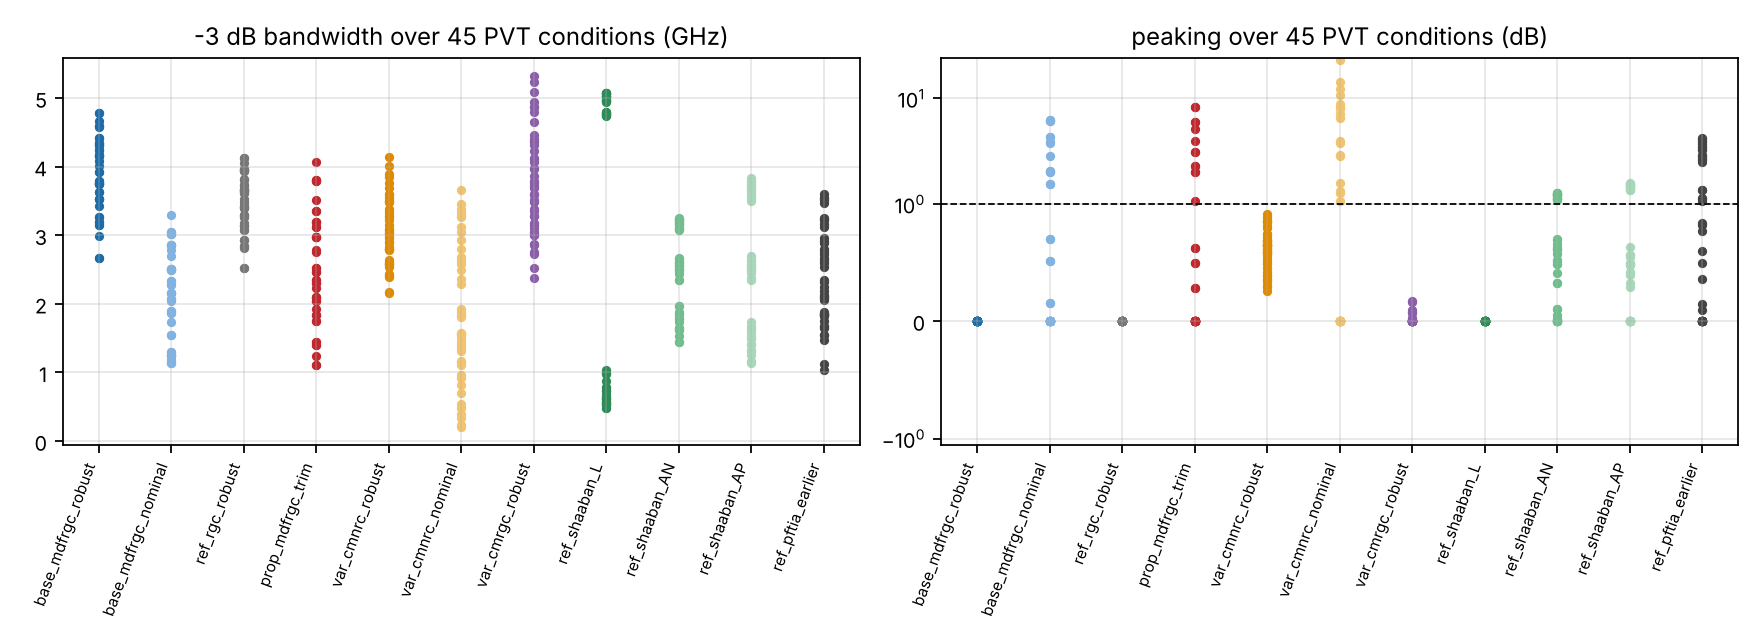 -3 dB bandwidth over 45 PVT conditions (GHz)
5
4
3
2
1
0
base_mdfrgc_robust
base_mdfrgc_nominal
ref_rgc_robust
prop_mdfrgc_trim
var_cmnrc_robust
var_cmnrc_nominal
var_cmrgc_robust
ref_shaaban_L
ref_shaaban_AN
ref_shaaban_AP
ref_pftia_earlier
peaking over 45 PVT conditions (dB)
10¹
10⁰
0
−10⁰
base_mdfrgc_robust
base_mdfrgc_nominal
ref_rgc_robust
prop_mdfrgc_trim
var_cmnrc_robust
var_cmnrc_nominal
var_cmrgc_robust
ref_shaaban_L
ref_shaaban_AN
ref_shaaban_AP
ref_pftia_earlier